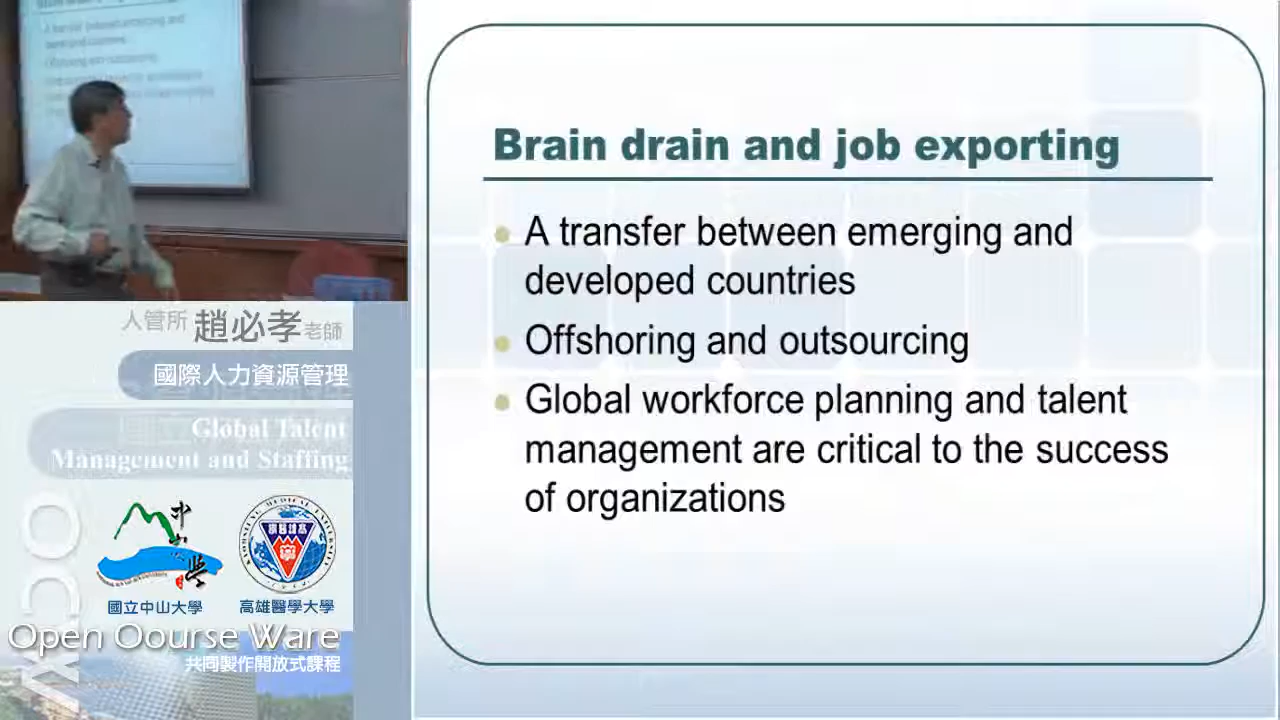 Brain drain and job exporting
A transfer between emerging and
developed countries
Offshoring and outsourcing
Global workforce planning and talent
management are critical to the success
of organizations
人管所 趙必孝 老師
國際人力資源管理
Global Talent
Management and Staffing
國立中山大學
高雄醫學大學
Open Oourse Ware
共同製作開放式課程
OCW